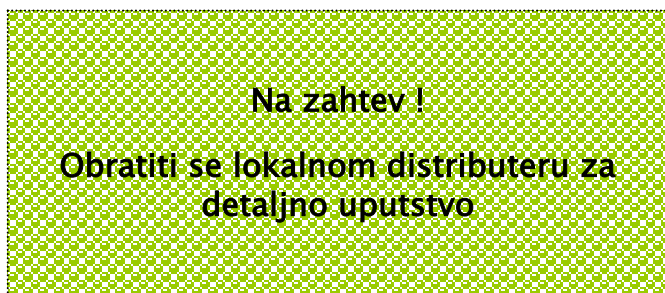 Na zahtev !
Obratiti se lokalnom distributeru za
detaljno uputstvo